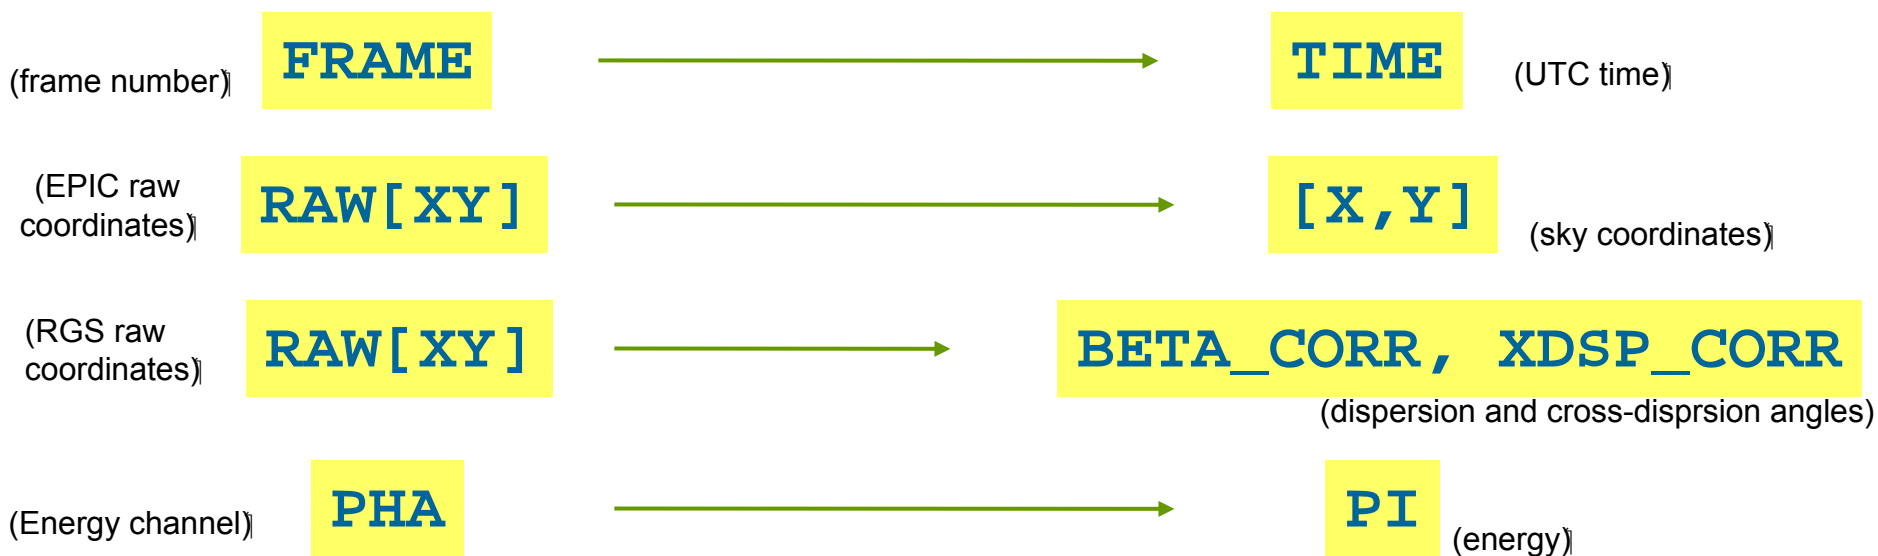 (frame number) FRAME TIME (UTC time)
(EPIC raw
coordinates) RAW[XY] [X,Y] (sky coordinates)
(RGS raw
coordinates) RAW[XY] BETA_CORR, XDSP_CORR
(dispersion and cross-disprsion angles)
(Energy channel) PHA PI (energy)